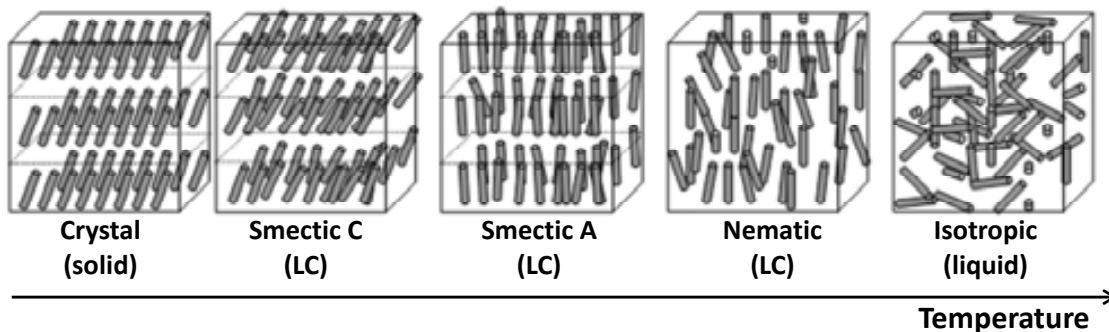 Crystal
(solid)
Smectic C
(LC)
Smectic A
(LC)
Nematic
(LC)
Isotropic
(liquid)
Temperature